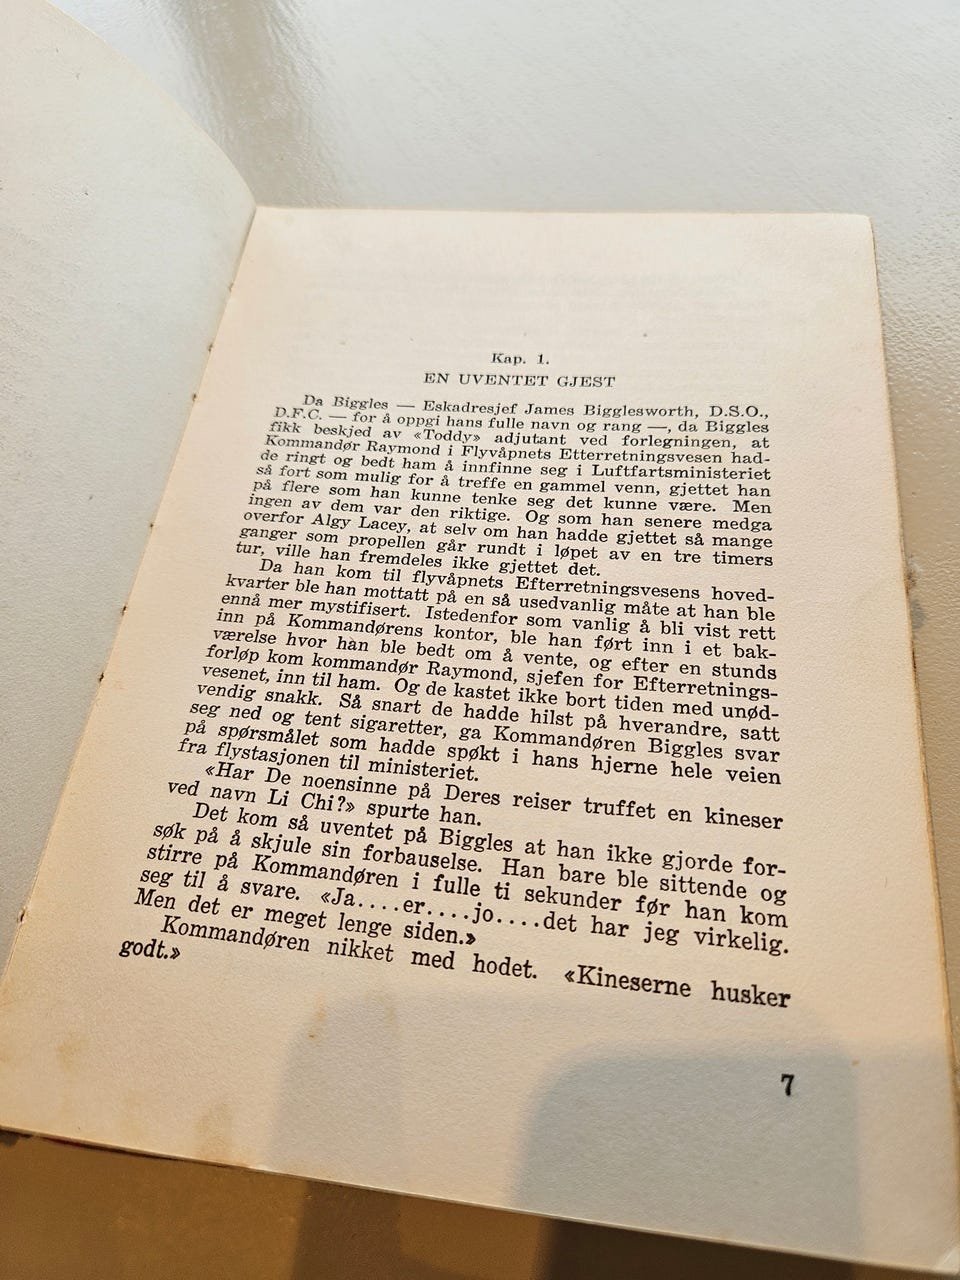 Kap. 1.
EN UVENTET GJEST
Da Biggles — Eskadresjef James Bigglesworth, D.S.O.,
D.F.C. — for å oppgi hans fulle navn og rang —, da Biggles
fikk beskjed av «Toddy» adjutant ved forlegningen, at
Kommandør Raymond i Flyvåpnets Etterretningsvesen had-
de ringt og bedt ham å innfinne seg i Luftfartsministeriet
så fort som mulig for å treffe en gammel venn, gjettet han
på flere som han kunne tenke seg det kunne være. Men
ingen av dem var den riktige. Og som han senere medga
overfor Algy Lacey, at selv om han hadde gjettet så mange
ganger som propellen går rundt i løpet av en tre timers
tur, ville han fremdeles ikke gjettet det.
Da han kom til flyvåpnets Efterretningsvesens hoved-
kvarter ble han mottatt på en så usedvanlig måte at han ble
ennå mer mystifisert. Istedenfor som vanlig å bli vist rett
inn på Kommandørens kontor, ble han ført inn i et bak-
værelse hvor han ble bedt om å vente, og efter en stunds
forløp kom kommandør Raymond, sjefen for Efterretnings-
vesenet, inn til ham. Og de kastet ikke bort tiden med unød-
vendig snakk. Så snart de hadde hilst på hverandre, satt
seg ned og tent sigaretter, ga Kommandøren Biggles svar
på spørsmålet som hadde spøkt i hans hjerne hele veien
fra flystasjonen til ministeriet.
«Har De noensinne på Deres reiser truffet en kineser
ved navn Li Chi?» spurte han.
Det kom så uventet på Biggles at han ikke gjorde for-
søk på å skjule sin forbauselse. Han bare ble sittende og
stirre på Kommandøren i fulle ti sekunder før han kom
seg til å svare. «Ja....er....jo....det har jeg virkelig.
Men det er meget lenge siden.»
Kommandøren nikket med hodet. «Kineserne husker
godt.»
7